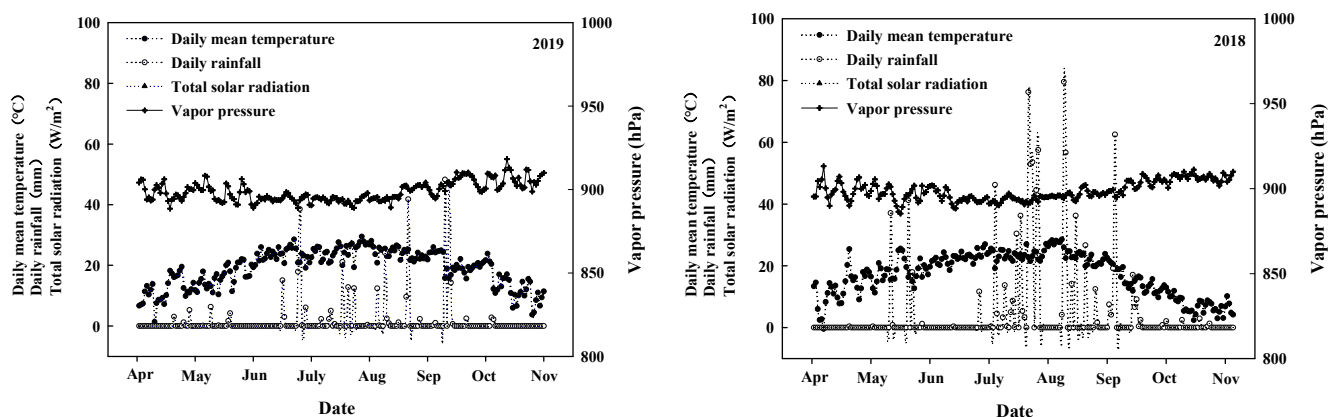 100
80
60
40
20
0
Daily mean temperature (°C)
Daily rainfall (mm)
Total solar radiation (W/m²)
Daily mean temperature
Daily rainfall
Total solar radiation
Vapor pressure
2019
1000
950
900
850
800
Vapor pressure (hPa)
Apr May Jun July Aug Sep Oct Nov
Date
100
80
60
40
20
0
Daily mean temperature (°C)
Daily rainfall (mm)
Total solar radiation (W/m²)
Daily mean temperature
Daily rainfall
Total solar radiation
Vapor pressure
2018
1000
950
900
850
800
Vapor pressure (hPa)
Apr May Jun July Aug Sep Oct Nov
Date